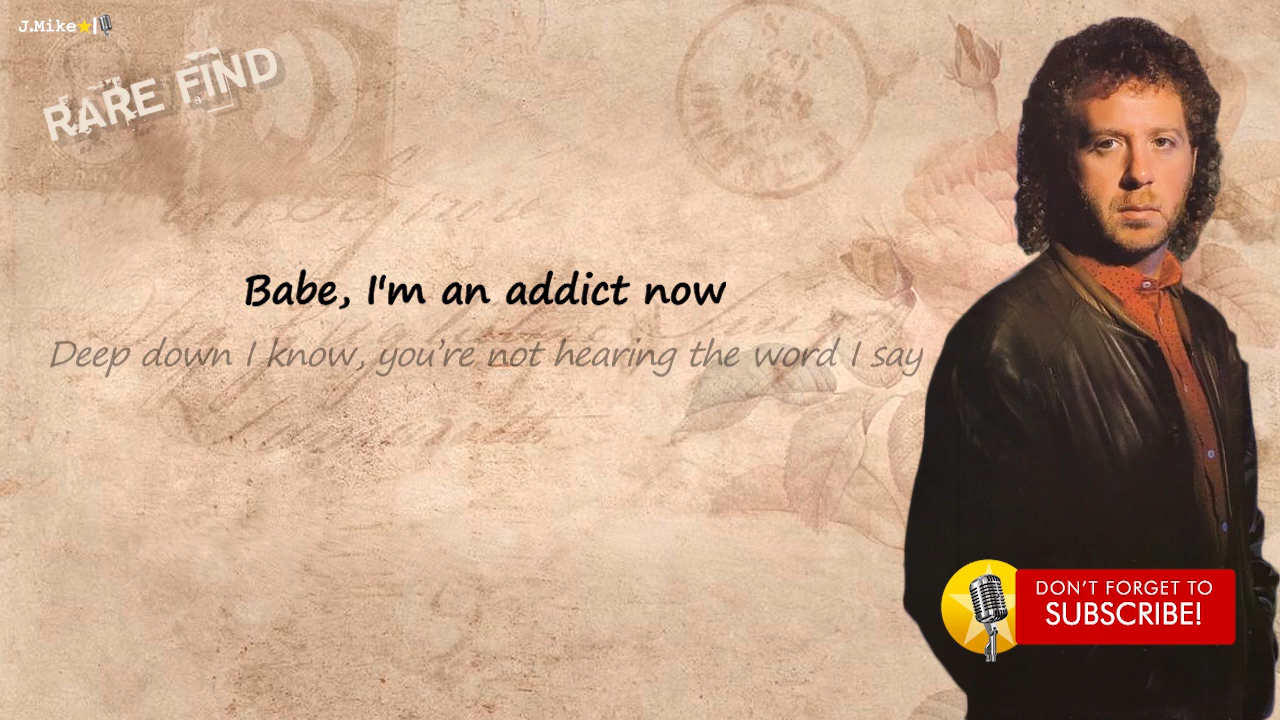 J.Mike
RARE FIND
Babe, I'm an addict now
Deep down I know, you're not hearing the word I say
DON'T FORGET TO
SUBSCRIBE!